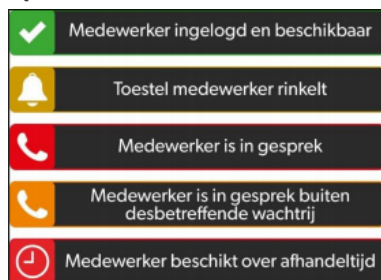 Medewerker ingelogd en beschikbaar
Toestel medewerker rinkelt
Medewerker is in gesprek
Medewerker is in gesprek buiten
desbetreffende wachtrij
Medewerker beschikt over afhandeltijd